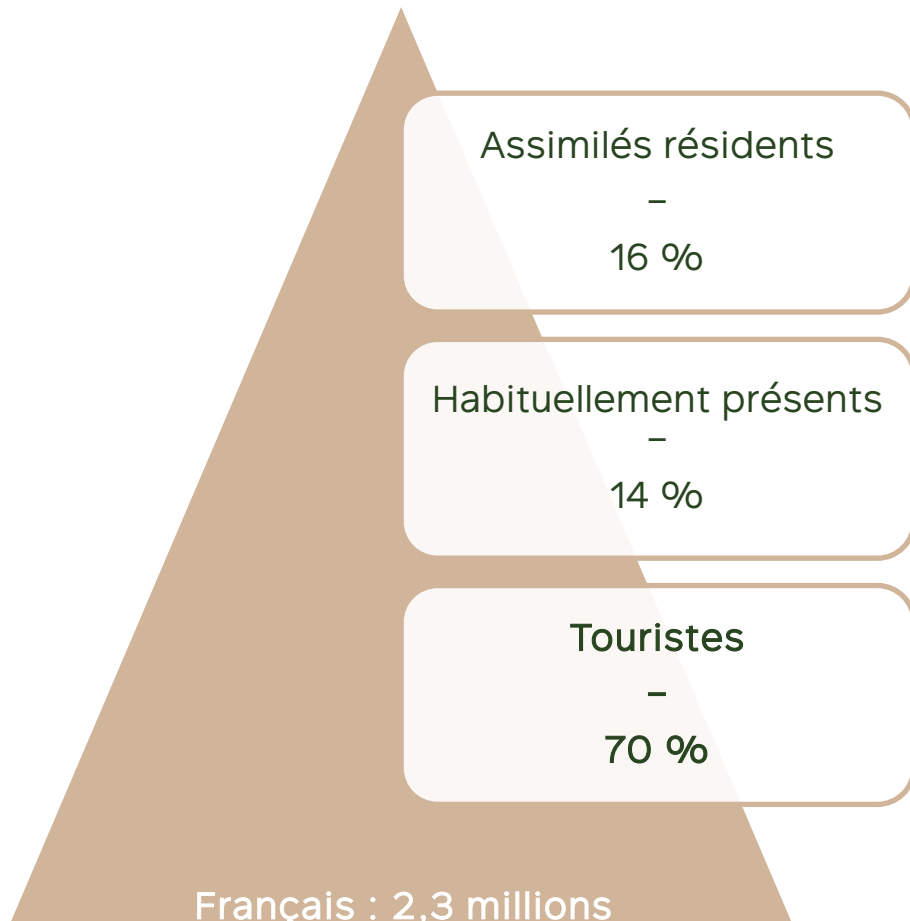 Assimilés résidents
–
16 %
Habituellement présents
–
14 %
Touristes
–
70 %
Français : 2,3 millions